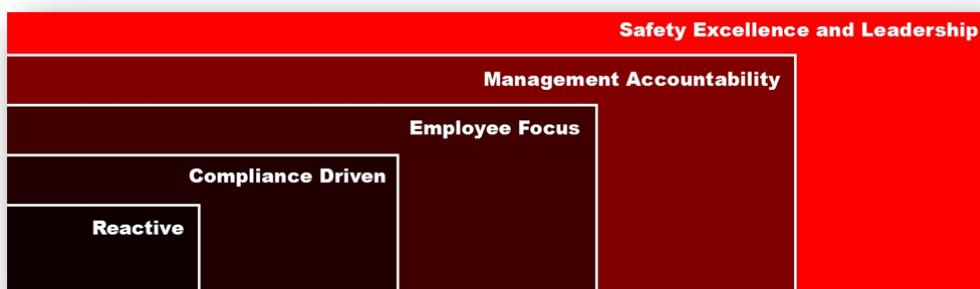 Safety Excellence and Leadership
Management Accountability
Employee Focus
Compliance Driven
Reactive